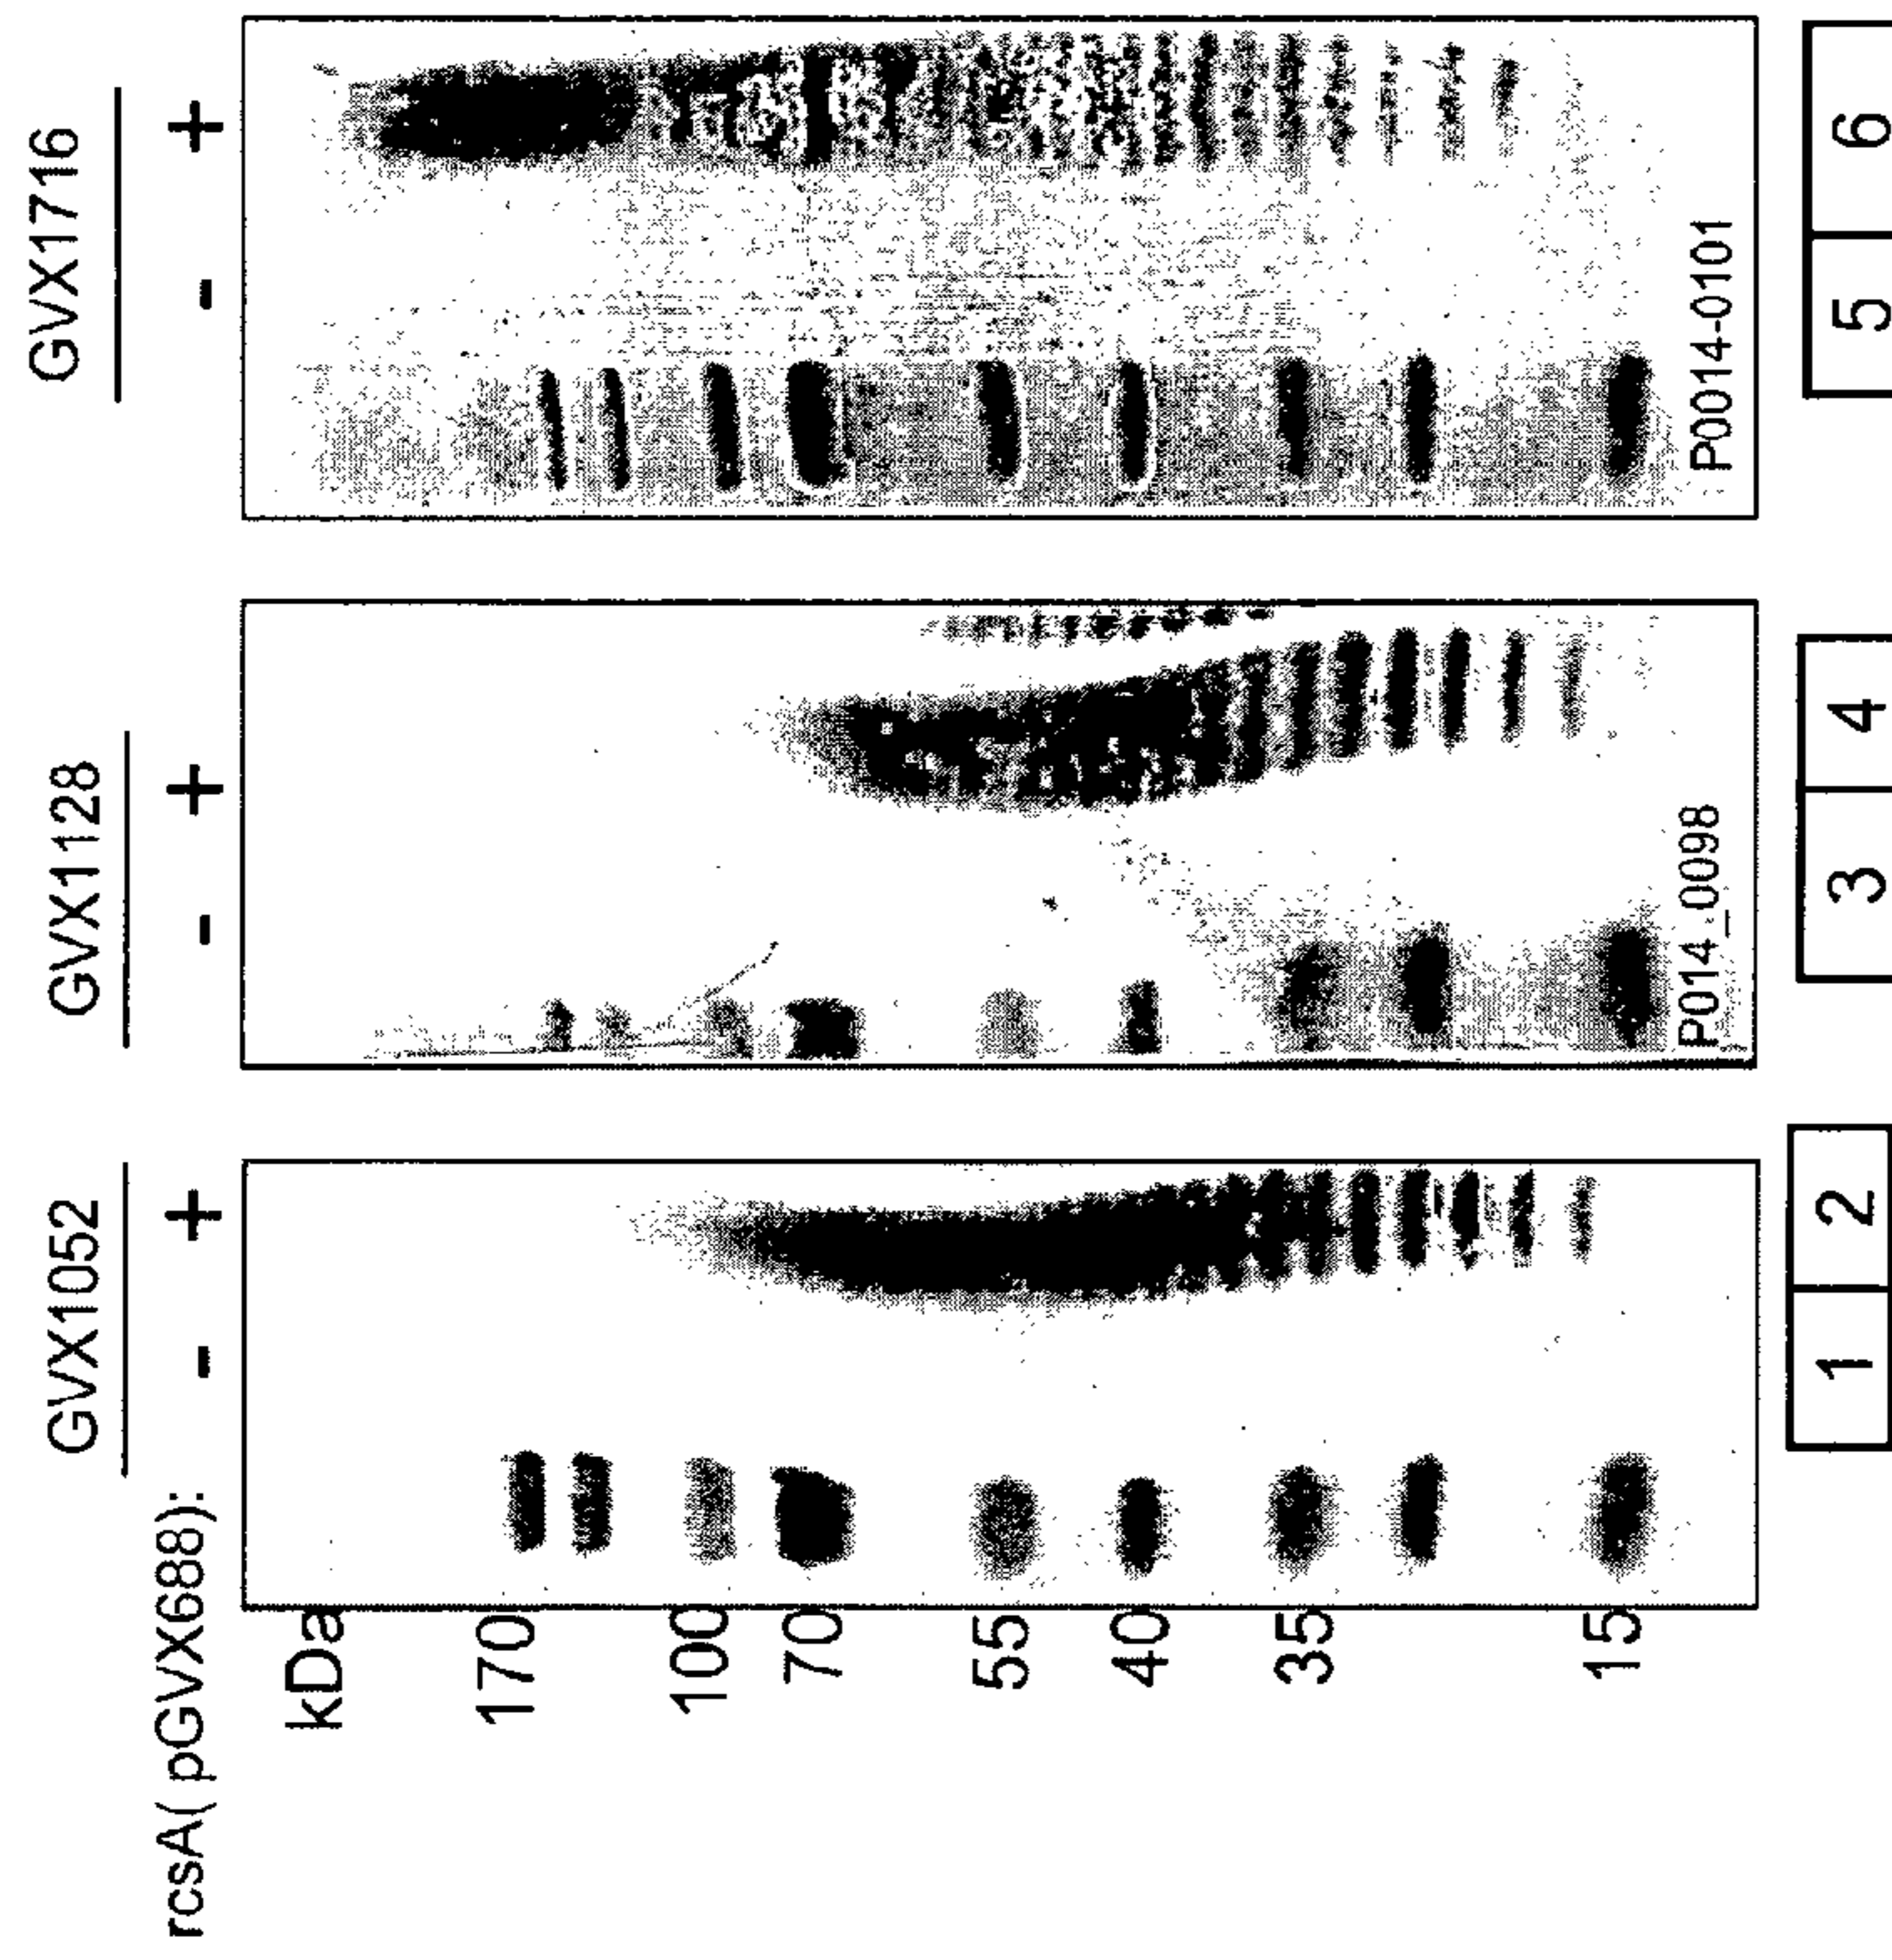 GVX1052 GVX1128 GVX1716
rcsA( pGVX688): - + - + - +
kDa
170
100
70
55
40
35
15
P014_0098
P0014-0101
1 2 3 4 5 6